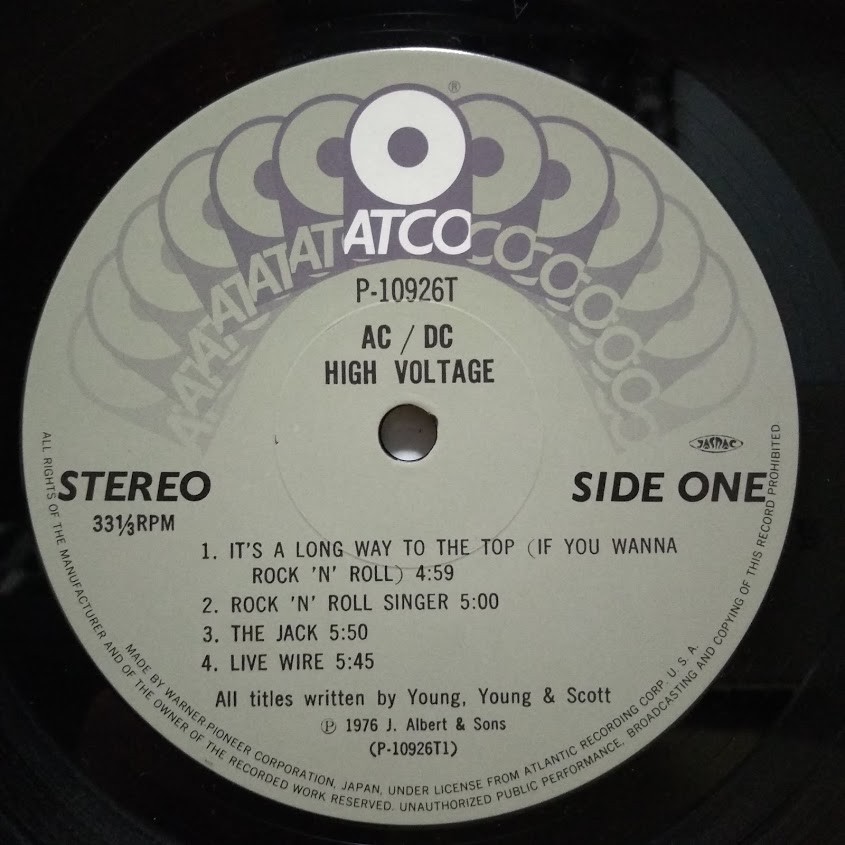 ®
ATCO
P-10926T
AC / DC
HIGH VOLTAGE
JASRAC
STEREO
SIDE ONE
33⅓RPM
1. IT'S A LONG WAY TO THE TOP (IF YOU WANNA
ROCK 'N' ROLL) 4:59
2. ROCK 'N' ROLL SINGER 5:00
3. THE JACK 5:50
4. LIVE WIRE 5:45
All titles written by Young, Young & Scott
Ⓟ 1976 J. Albert & Sons
(P-10926T1)
MADE BY WARNER-PIONEER CORPORATION, JAPAN, UNDER LICENSE FROM ATLANTIC RECORDING CORP. U. S. A.
ALL RIGHTS OF THE MANUFACTURER AND OF THE OWNER OF THE RECORDED WORK RESERVED. UNAUTHORIZED PUBLIC PERFORMANCE, BROADCASTING AND COPYING OF THIS RECORD PROHIBITED.